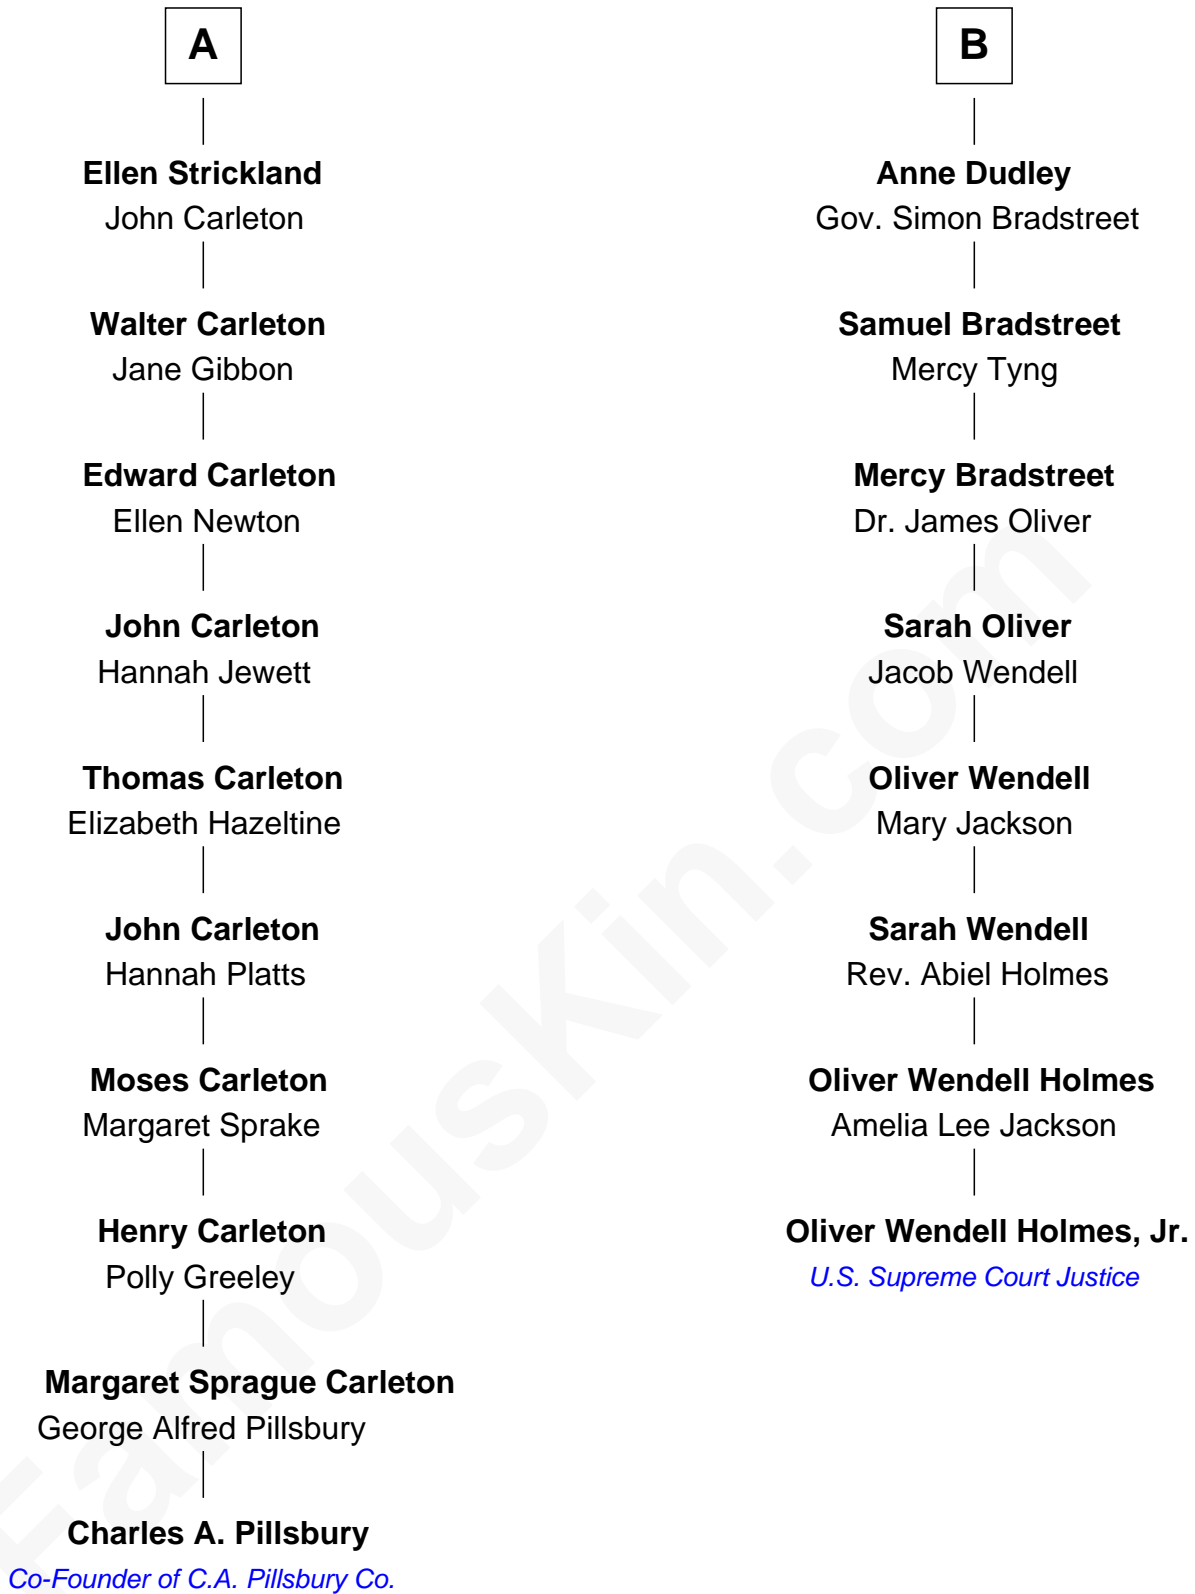 A
Ellen Strickland
John Carleton
Walter Carleton
Jane Gibbon
Edward Carleton
Ellen Newton
John Carleton
Hannah Jewett
Thomas Carleton
Elizabeth Hazeltine
John Carleton
Hannah Platts
Moses Carleton
Margaret Sprake
Henry Carleton
Polly Greeley
Margaret Sprague Carleton
George Alfred Pillsbury
Charles A. Pillsbury
Co-Founder of C.A. Pillsbury Co.
B
Anne Dudley
Gov. Simon Bradstreet
Samuel Bradstreet
Mercy Tyng
Mercy Bradstreet
Dr. James Oliver
Sarah Oliver
Jacob Wendell
Oliver Wendell
Mary Jackson
Sarah Wendell
Rev. Abiel Holmes
Oliver Wendell Holmes
Amelia Lee Jackson
Oliver Wendell Holmes, Jr.
U.S. Supreme Court Justice
FamousKin.com